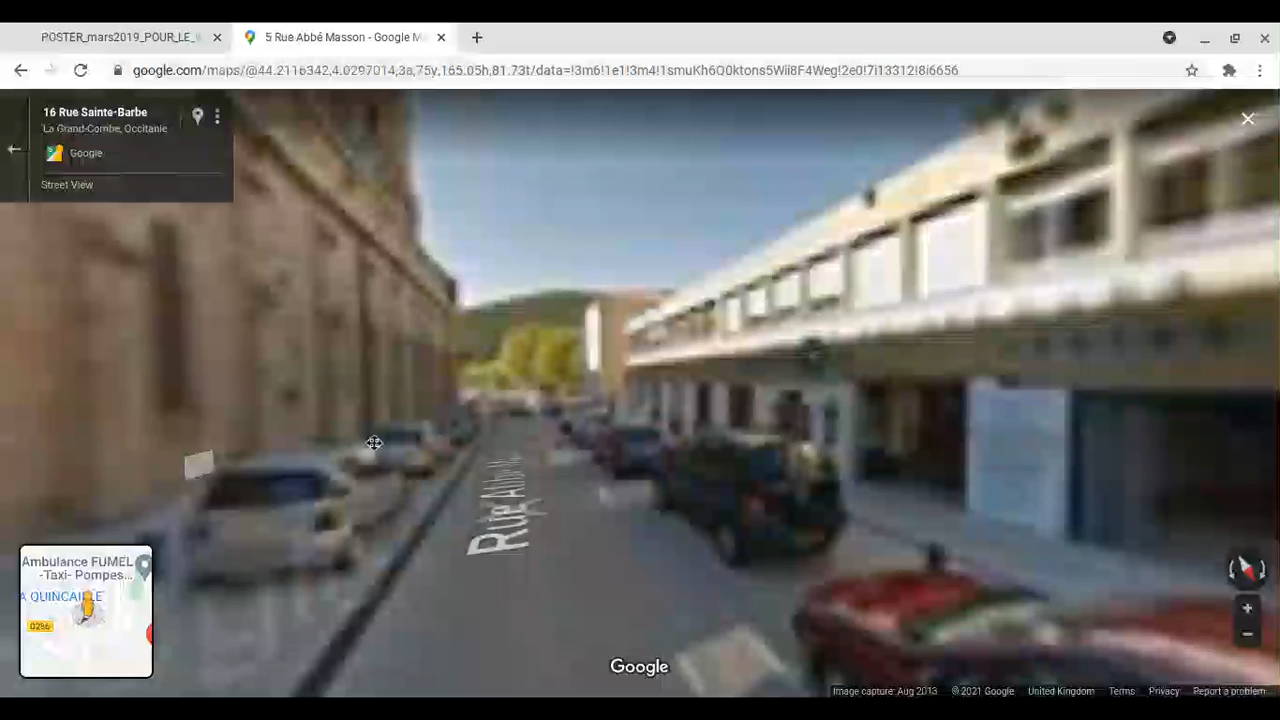 POSTER_mars2019_POUR_LE_
5 Rue Abbé Masson - Google M
google.com/maps/@44.2116342,4.0297014,3a,75y,165.05h,81.73t/data=!3m6!1e1!3m4!1smuKh6Q0ktons5Wii8F4Weg!2e0!7i13312!8i6656
16 Rue Sainte-Barbe
La Grand-Combe, Occitanie
Google
Street View
Rue
Ambulance FUMEL
-Taxi- Pompes...
A QUINCAILLE
Google
Image capture: Aug 2013 © 2021 Google United Kingdom Terms Privacy Report a problem